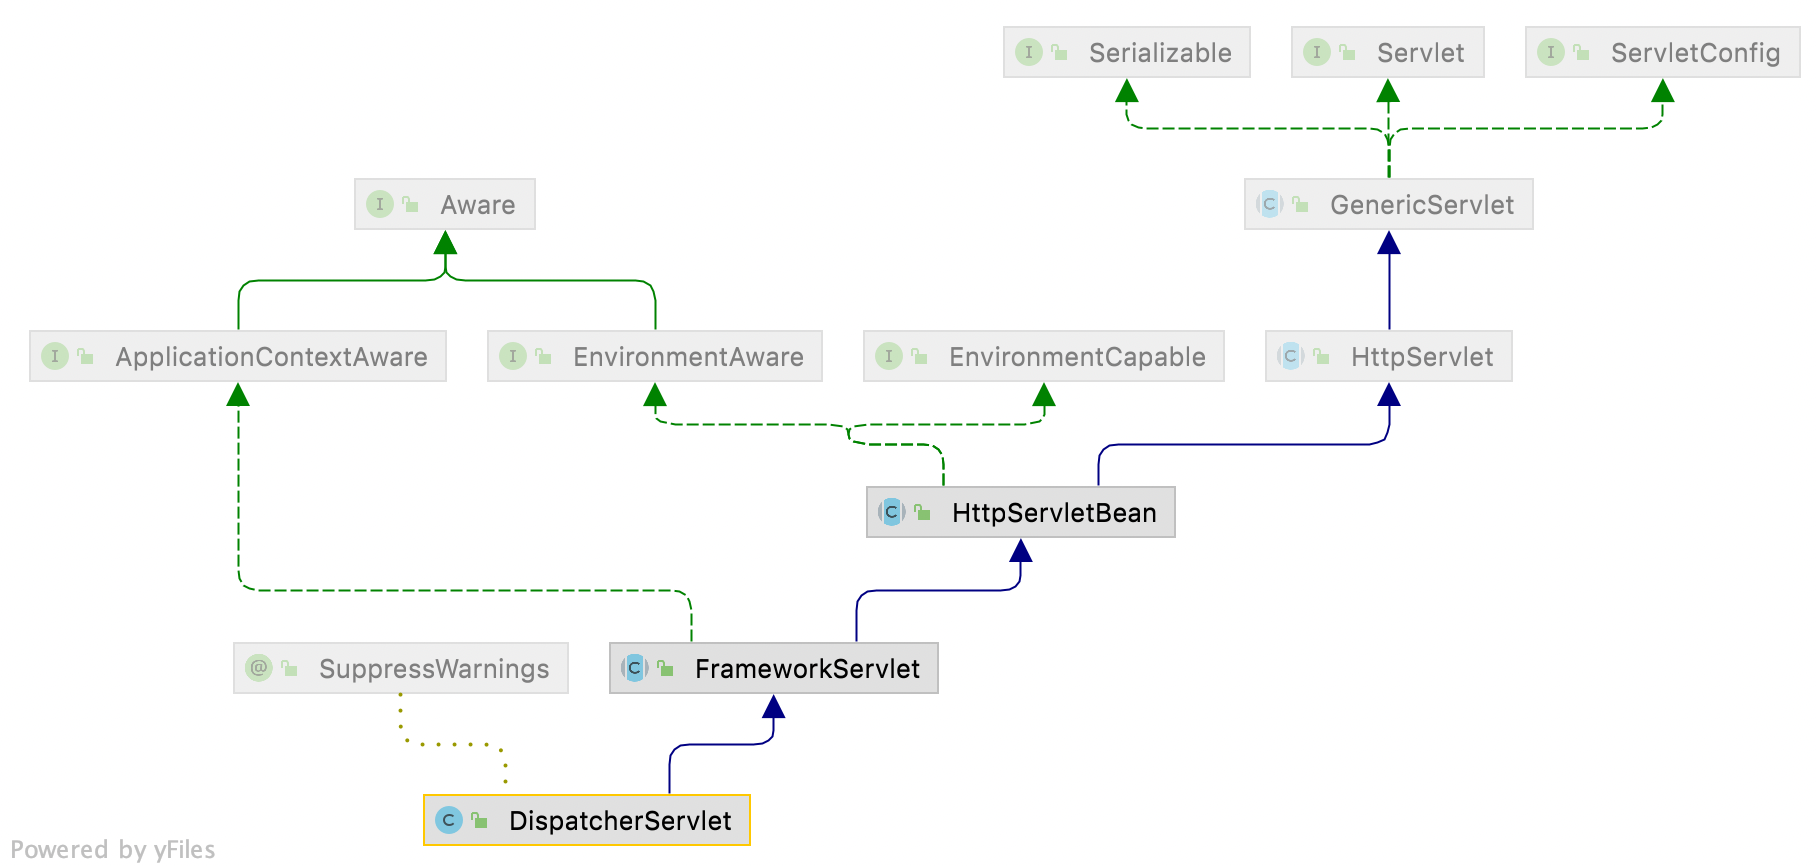 I Serializable
I Servlet
I ServletConfig
I Aware
C GenericServlet
I ApplicationContextAware
I EnvironmentAware
I EnvironmentCapable
C HttpServlet
C HttpServletBean
@ SuppressWarnings
C FrameworkServlet
C DispatcherServlet
Powered by yFiles